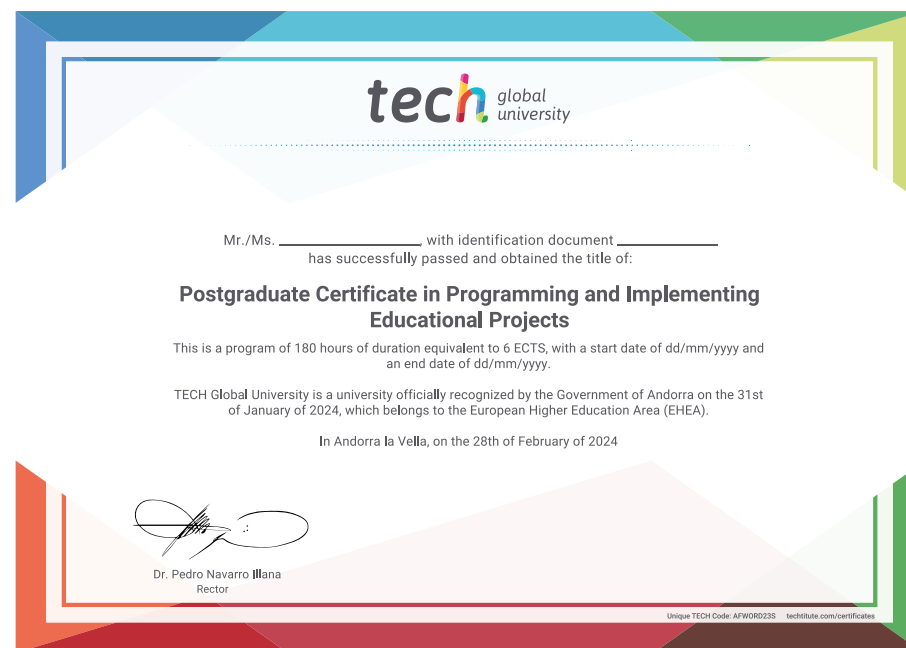 tech global university
Mr./Ms. ____________________, with identification document ______________
has successfully passed and obtained the title of:
Postgraduate Certificate in Programming and Implementing
Educational Projects
This is a program of 180 hours of duration equivalent to 6 ECTS, with a start date of dd/mm/yyyy and
an end date of dd/mm/yyyy.
TECH Global University is a university officially recognized by the Government of Andorra on the 31st
of January of 2024, which belongs to the European Higher Education Area (EHEA).
In Andorra la Vella, on the 28th of February of 2024
Dr. Pedro Navarro Illana
Rector
Unique TECH Code: AFWORD23S techtitute.com/certificates